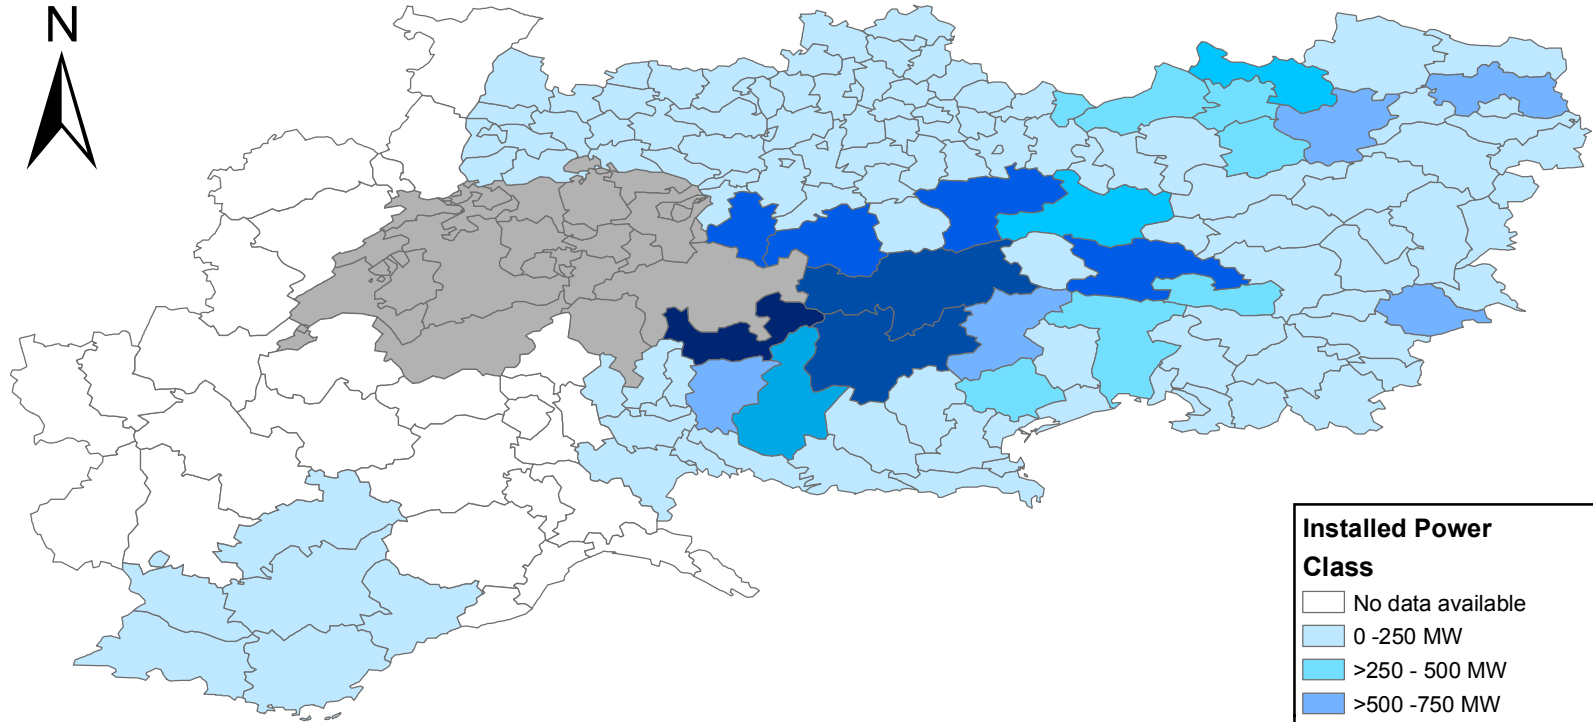 N
Installed Power
Class
No data available
0 -250 MW
>250 - 500 MW
>500 -750 MW